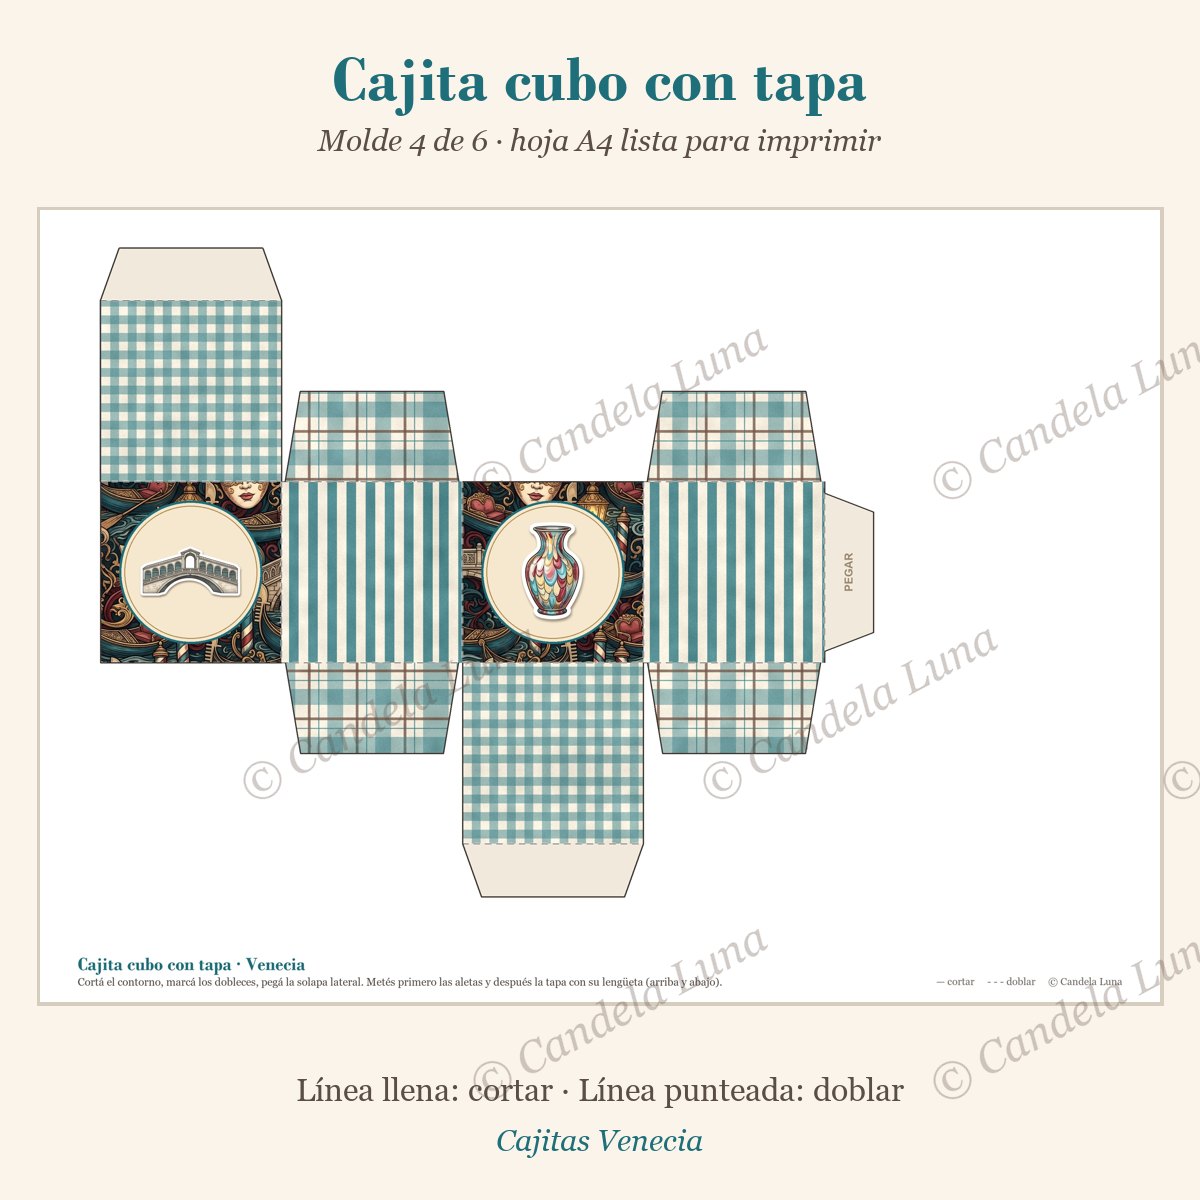 Cajita cubo con tapa
Molde 4 de 6 · hoja A4 lista para imprimir
© Candela Luna
© Candela Lun
PEGAR
© Candela Luna
© Candela Luna
©
Cajita cubo con tapa · Venecia
Cortá el contorno, marcá los dobleces, pegá la solapa lateral. Metés primero las aletas y después la tapa con su lengüeta (arriba y abajo).
— cortar - - - doblar © Candela Luna
© Candela Luna
© Candela Lun
Línea llena: cortar · Línea punteada: doblar
Cajitas Venecia